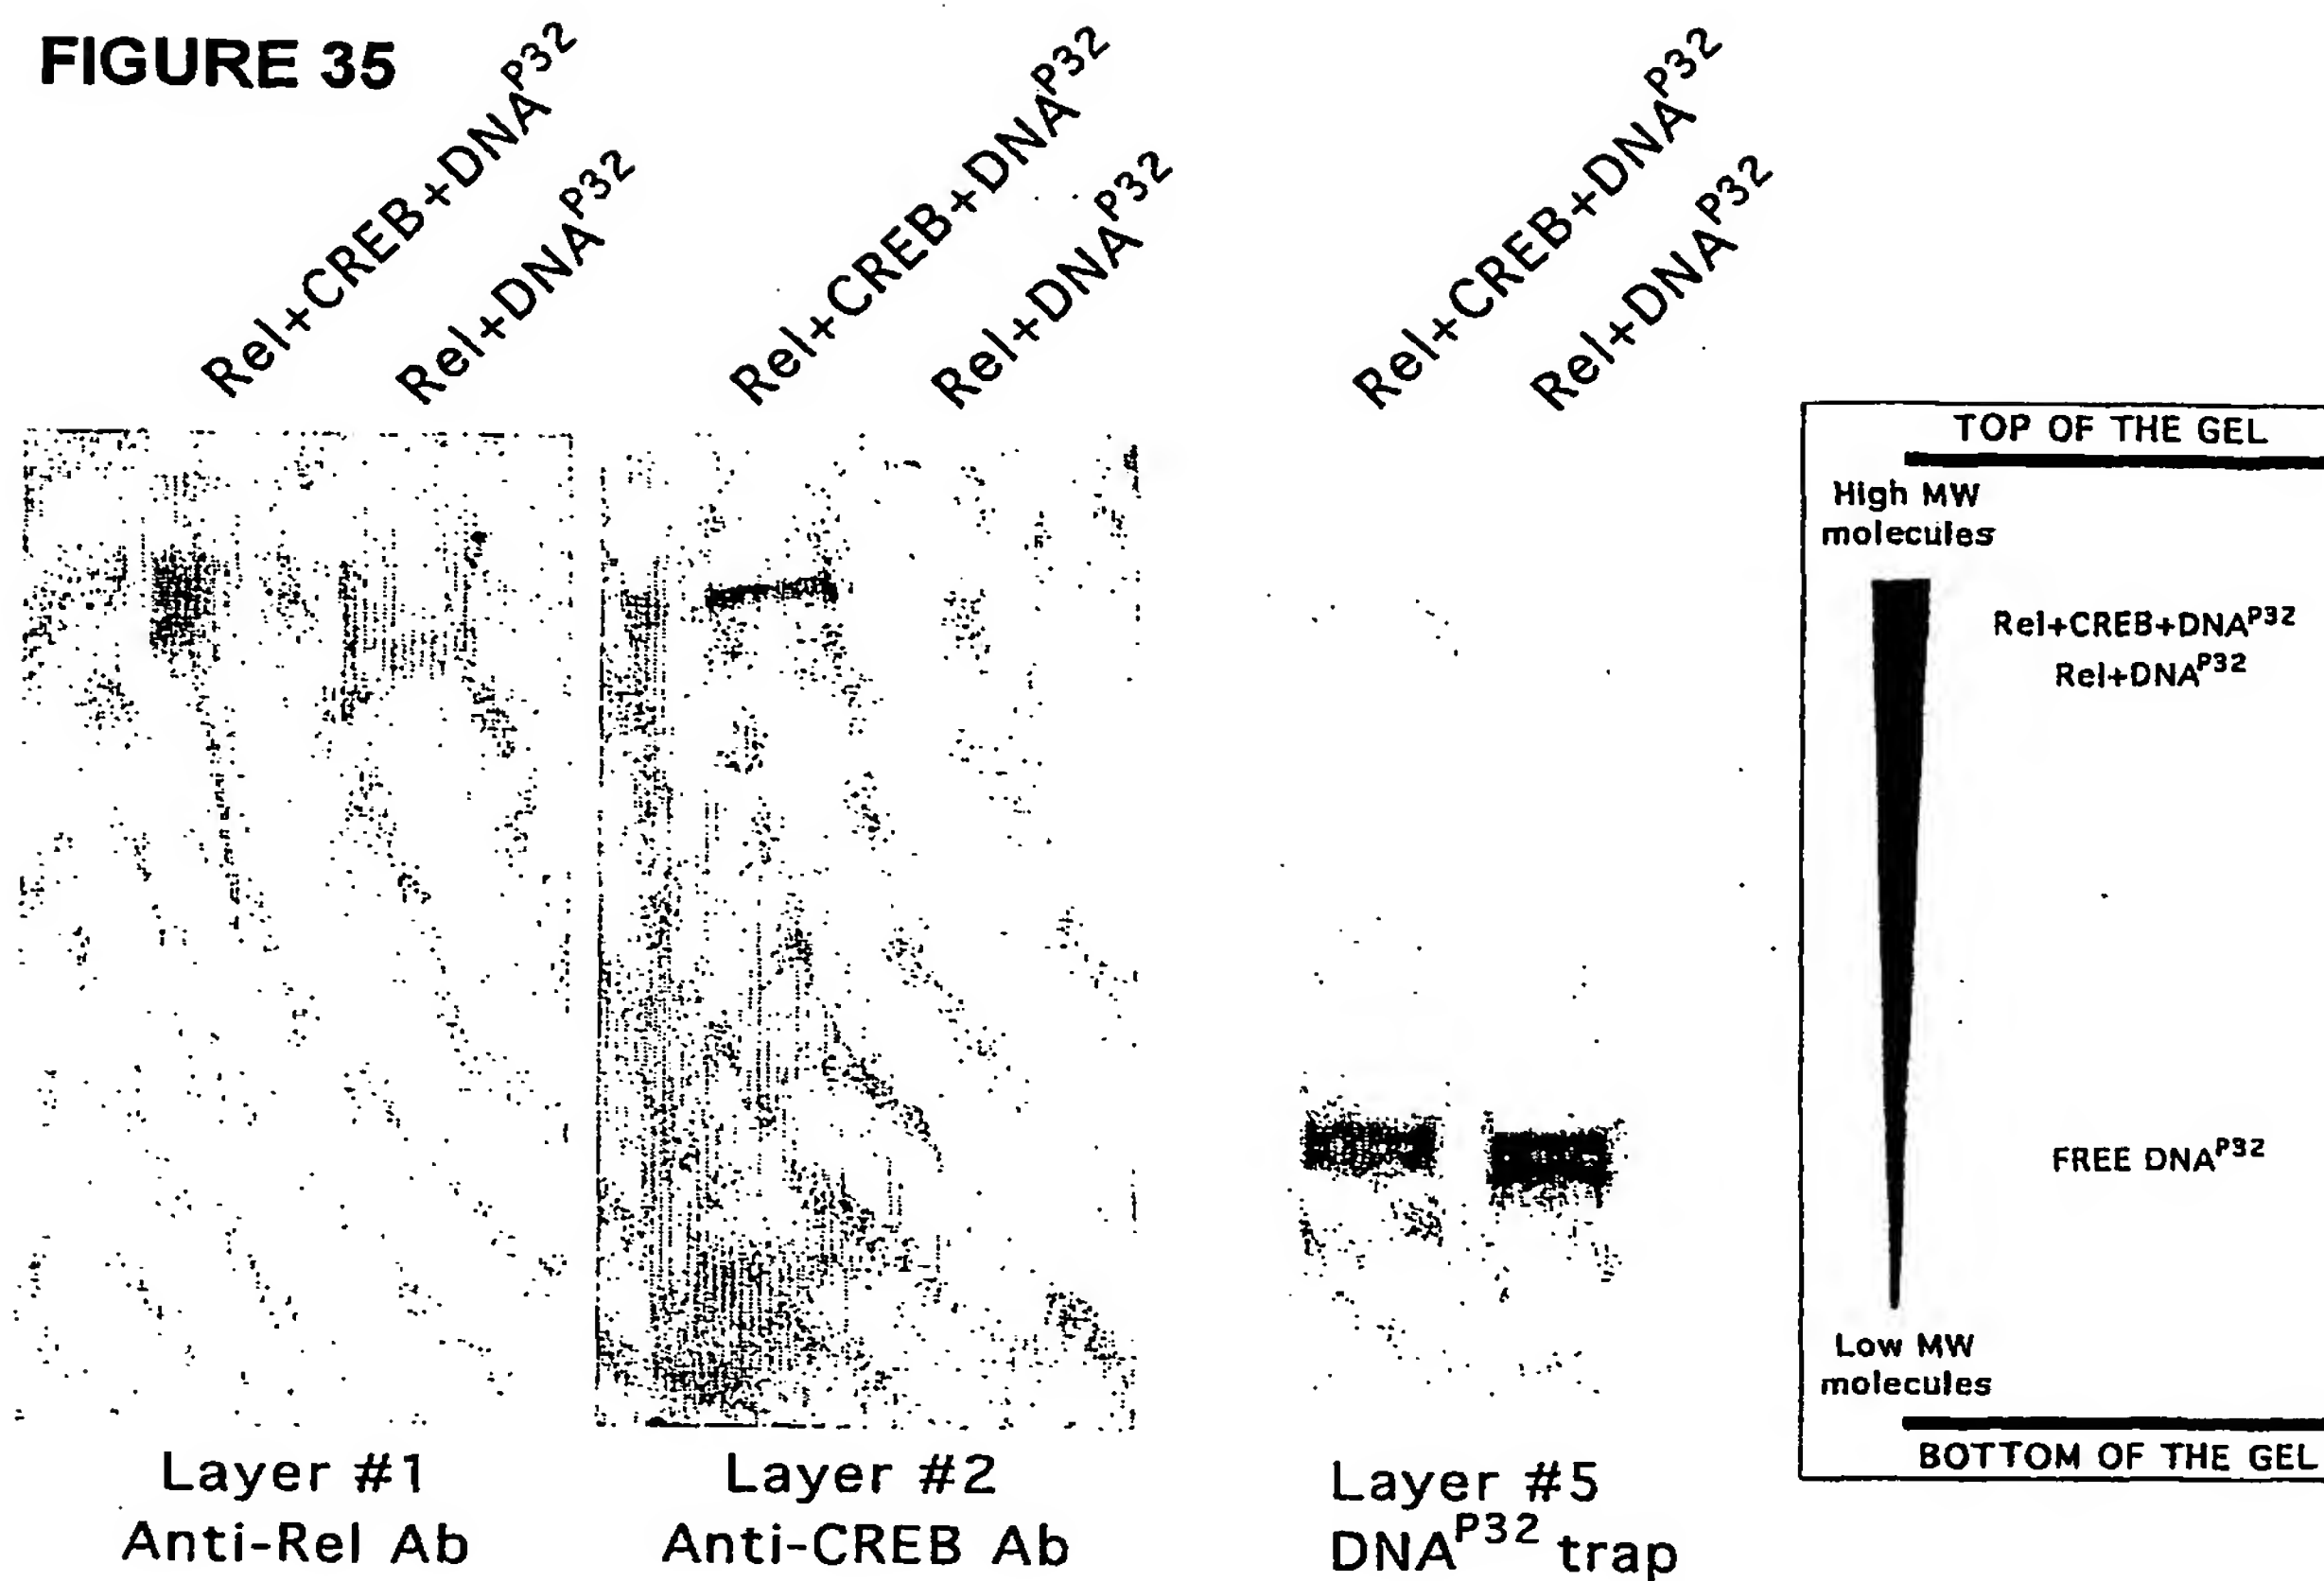 FIGURE 35
Rel+CREB+DNA^P32
Rel+DNA^P32
Rel+CREB+DNA^P32
Rel+DNA^P32
Rel+CREB+DNA^P32
Rel+DNA^P32
TOP OF THE GEL
High MW
molecules
Rel+CREB+DNA^P32
Rel+DNA^P32
FREE DNA^P32
Low MW
molecules
BOTTOM OF THE GEL
Layer #1
Anti-Rel Ab
Layer #2
Anti-CREB Ab
Layer #5
DNA^P32 trap